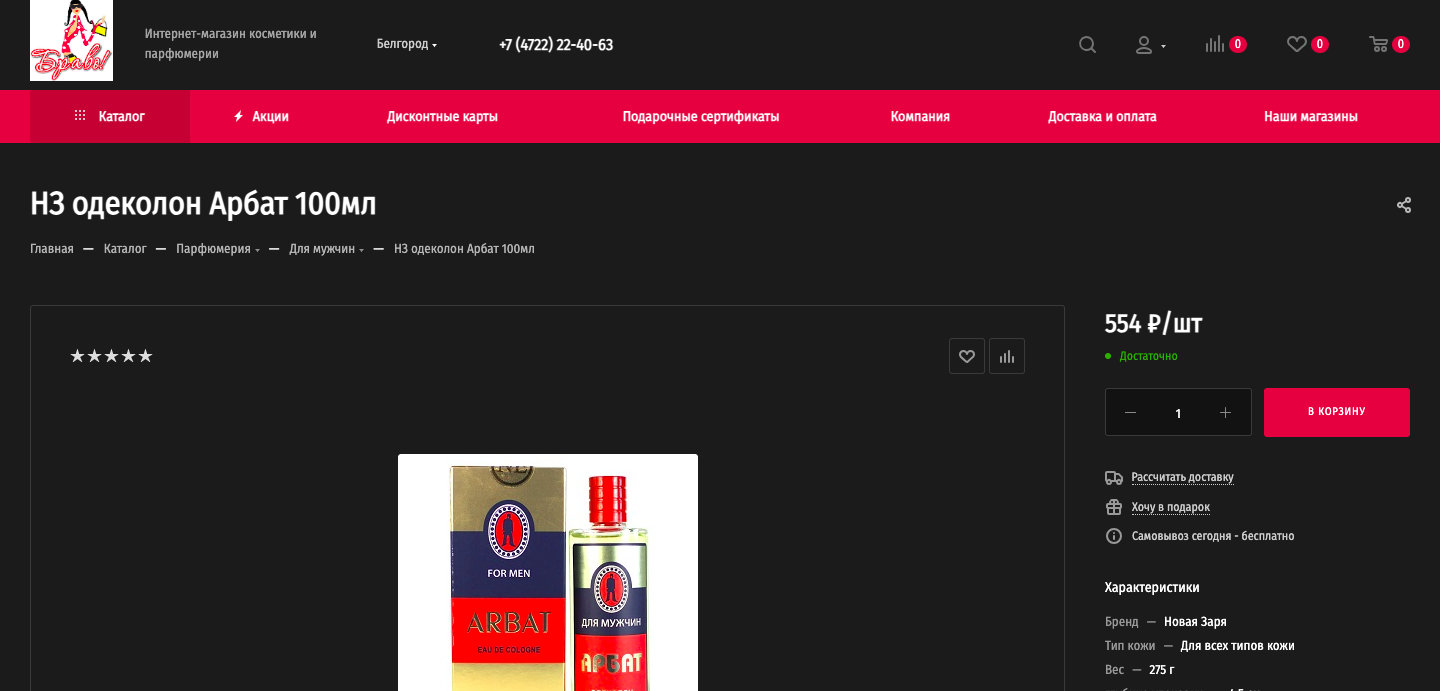 Браво!
Интернет-магазин косметики и
парфюмерии
Белгород
+7 (4722) 22-40-63
0
0
0
Каталог
Акции
Дисконтные карты
Подарочные сертификаты
Компания
Доставка и оплата
Наши магазины
НЗ одеколон Арбат 100мл
Главная — Каталог — Парфюмерия — Для мужчин — НЗ одеколон Арбат 100мл
554 ₽/шт
Достаточно
1
В КОРЗИНУ
Рассчитать доставку
Хочу в подарок
Самовывоз сегодня - бесплатно
Характеристики
Бренд — Новая Заря
Тип кожи — Для всех типов кожи
Вес — 275 г
FOR MEN
ARBAT
EAU DE COLOGNE
ДЛЯ МУЖЧИН
АРБАТ